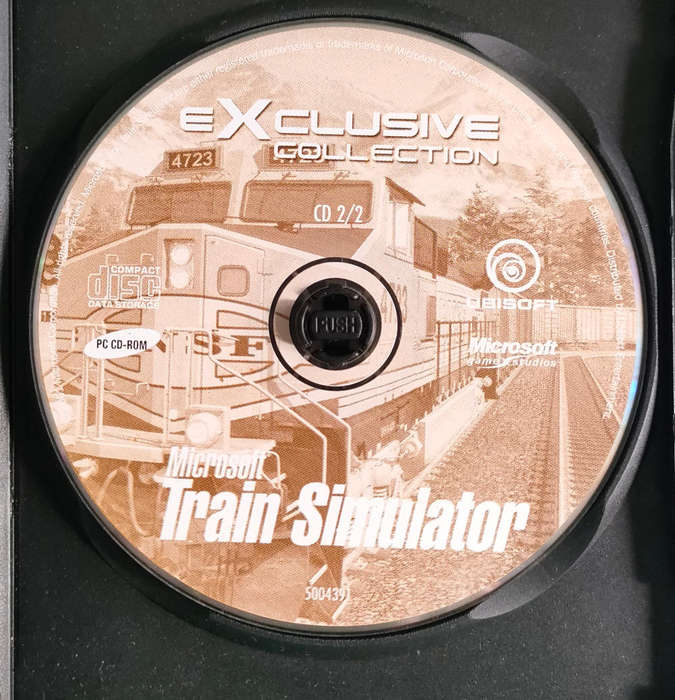 eXclusive
COLLECTION
4723
CD 2/2
COMPACT
disc
DATA STORAGE
UBISOFT
PUSH
PC CD-ROM
NSF
Microsoft
game studios
Microsoft
Train Simulator
500439